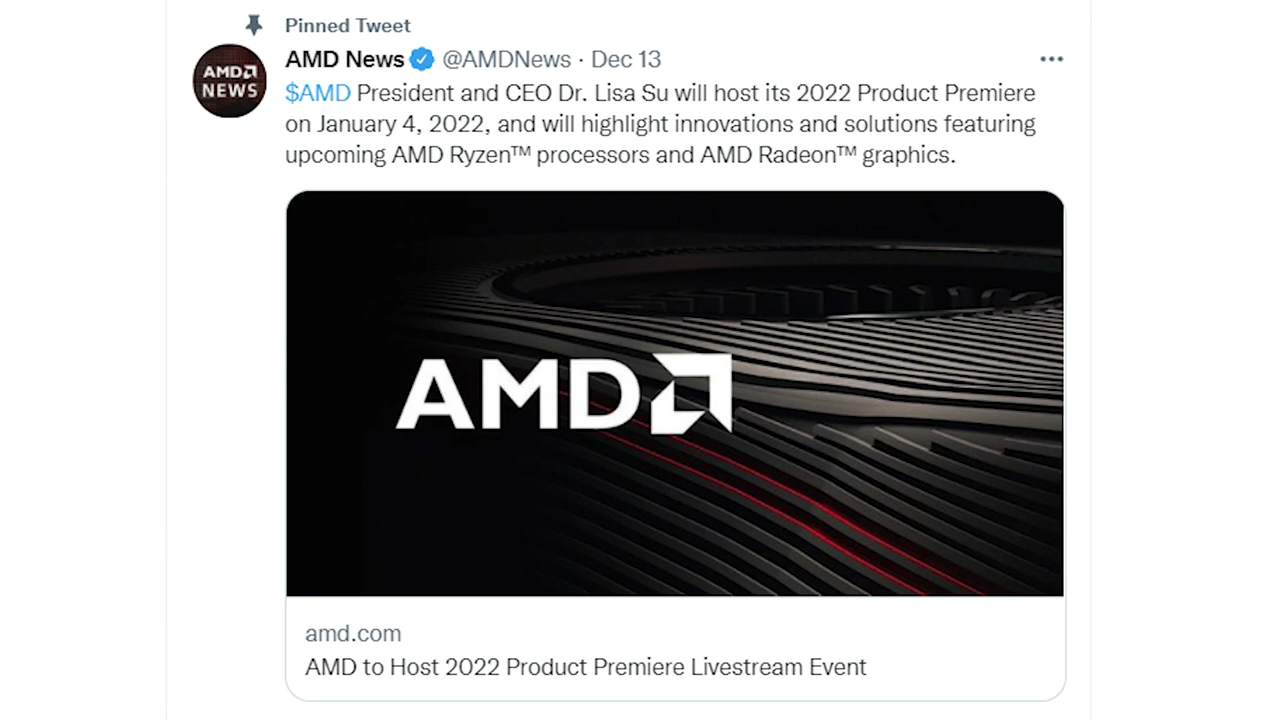 Pinned Tweet
AMD News @AMDNews · Dec 13
AMD
NEWS
$AMD President and CEO Dr. Lisa Su will host its 2022 Product Premiere
on January 4, 2022, and will highlight innovations and solutions featuring
upcoming AMD Ryzen™ processors and AMD Radeon™ graphics.
AMD
amd.com
AMD to Host 2022 Product Premiere Livestream Event